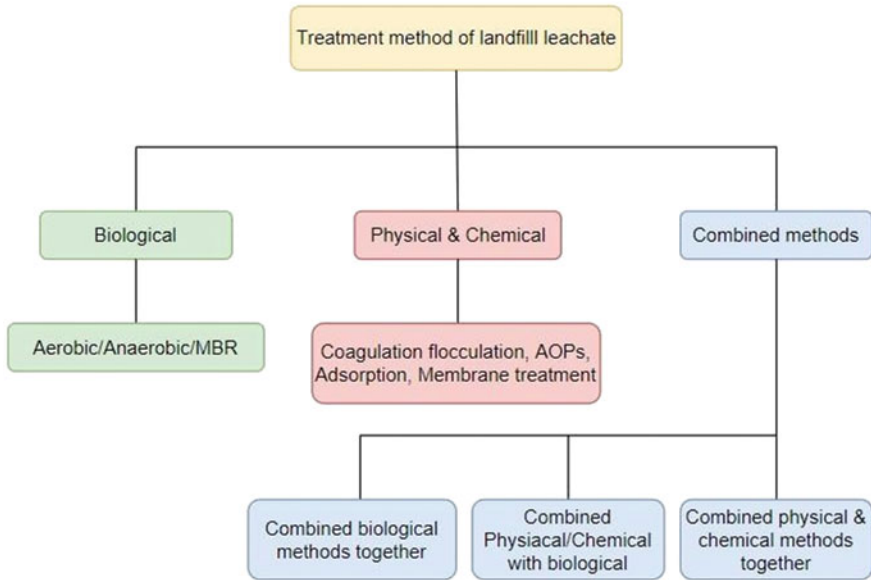 Treatment method of landfilll leachate
Biological
Physical & Chemical
Combined methods
Aerobic/Anaerobic/MBR
Coagulation flocculation, AOPs,
Adsorption, Membrane treatment
Combined biological
methods together
Combined
Physiacal/Chemical
with biological
Combined physical &
chemical methods
together